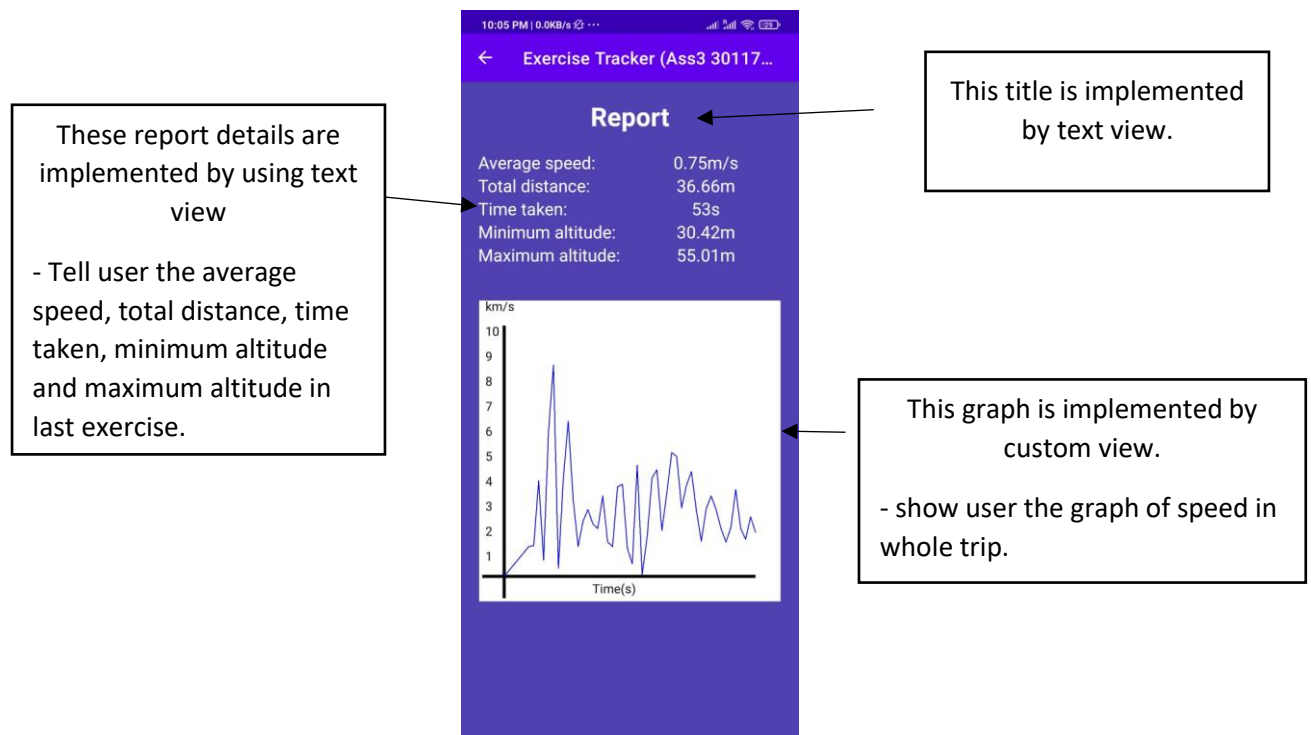 10:05 PM | 0.0KB/s ...
29
← Exercise Tracker (Ass3 30117...
Report
Average speed: 0.75m/s
Total distance: 36.66m
Time taken: 53s
Minimum altitude: 30.42m
Maximum altitude: 55.01m
km/s
10
9
8
7
6
5
4
3
2
1
Time(s)
These report details are
implemented by using text
view
- Tell user the average
speed, total distance, time
taken, minimum altitude
and maximum altitude in
last exercise.
This title is implemented
by text view.
This graph is implemented by
custom view.
- show user the graph of speed in
whole trip.